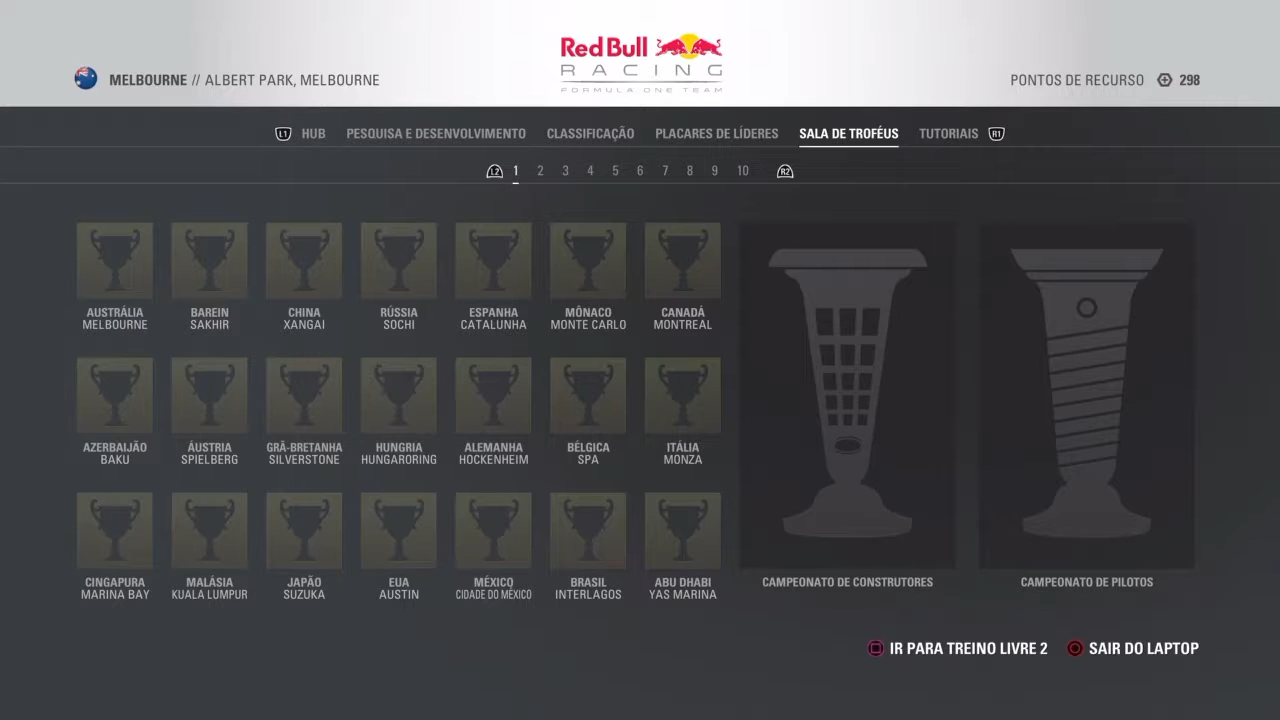 Red Bull
RACING
FORMULA ONE TEAM
MELBOURNE // ALBERT PARK, MELBOURNE
PONTOS DE RECURSO 298
L1 HUB PESQUISA E DESENVOLVIMENTO CLASSIFICAÇÃO PLACARES DE LÍDERES SALA DE TROFÉUS TUTORIAIS R1
L2 1 2 3 4 5 6 7 8 9 10 R2
AUSTRÁLIA
MELBOURNE
BAREIN
SAKHIR
CHINA
XANGAI
RÚSSIA
SOCHI
ESPANHA
CATALUNHA
MÔNACO
MONTE CARLO
CANADÁ
MONTREAL
AZERBAIJÃO
BAKU
ÁUSTRIA
SPIELBERG
GRÃ-BRETANHA
SILVERSTONE
HUNGRIA
HUNGARORING
ALEMANHA
HOCKENHEIM
BÉLGICA
SPA
ITÁLIA
MONZA
CINGAPURA
MARINA BAY
MALÁSIA
KUALA LUMPUR
JAPÃO
SUZUKA
EUA
AUSTIN
MÉXICO
CIDADE DO MÉXICO
BRASIL
INTERLAGOS
ABU DHABI
YAS MARINA
CAMPEONATO DE CONSTRUTORES
CAMPEONATO DE PILOTOS
IR PARA TREINO LIVRE 2
SAIR DO LAPTOP